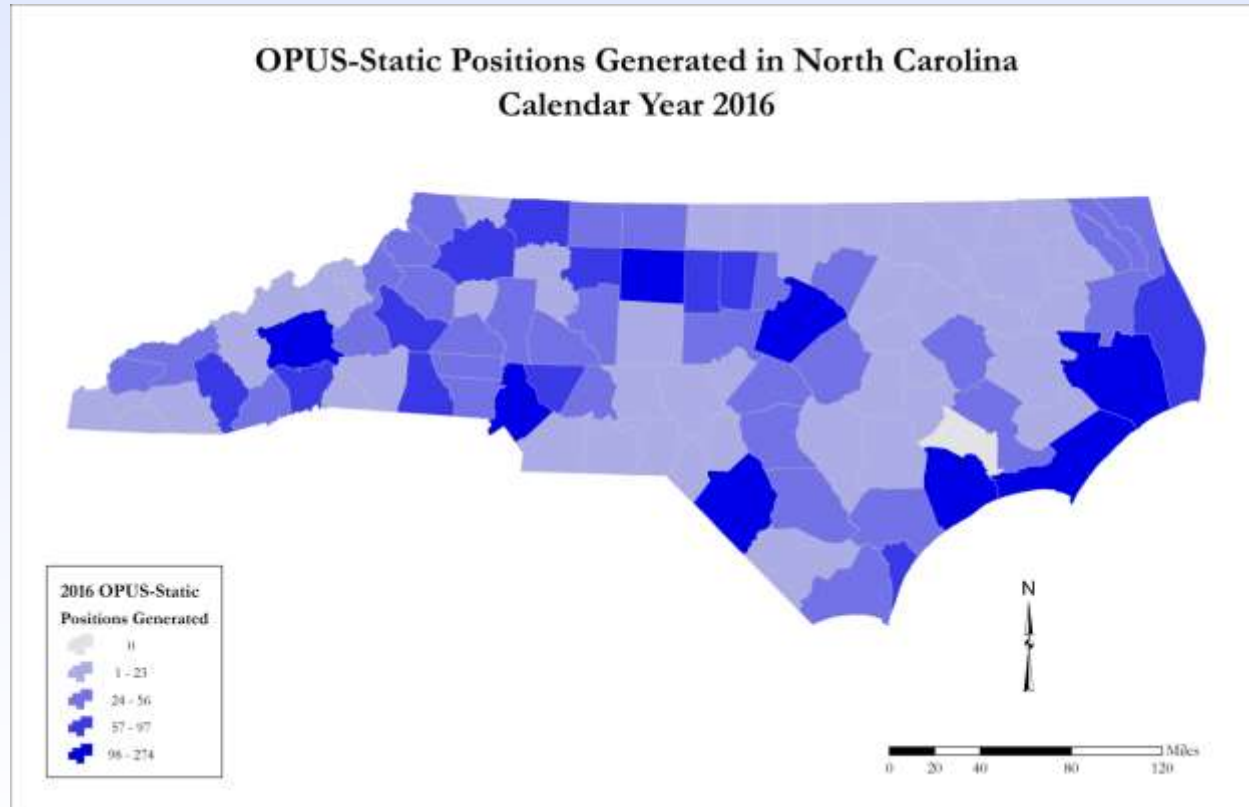 OPUS-Static Positions Generated in North Carolina
Calendar Year 2016
2016 OPUS-Static
Positions Generated
0
1 - 23
24 - 56
57 - 97
98 - 274
N
Miles
0 20 40 80 120